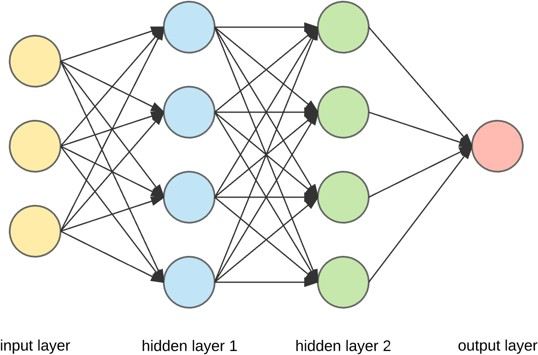 input layer
hidden layer 1
hidden layer 2
output layer